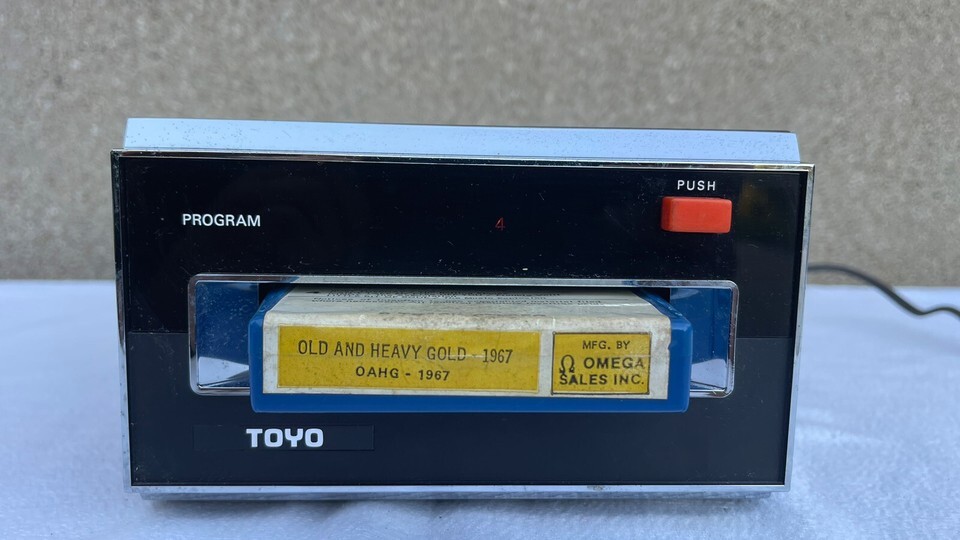 PUSH
PROGRAM
4
OLD AND HEAVY GOLD - 1967
OAHG - 1967
MFG. BY
Ω OMEGA
SALES INC.
TOYO